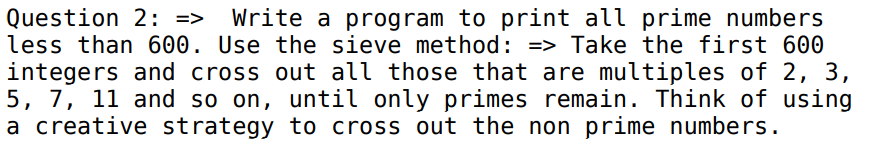 Question 2: =>  Write a program to print all prime numbers
less than 600. Use the sieve method: => Take the first 600
integers and cross out all those that are multiples of 2, 3,
5, 7, 11 and so on, until only primes remain. Think of using
a creative strategy to cross out the non prime numbers.